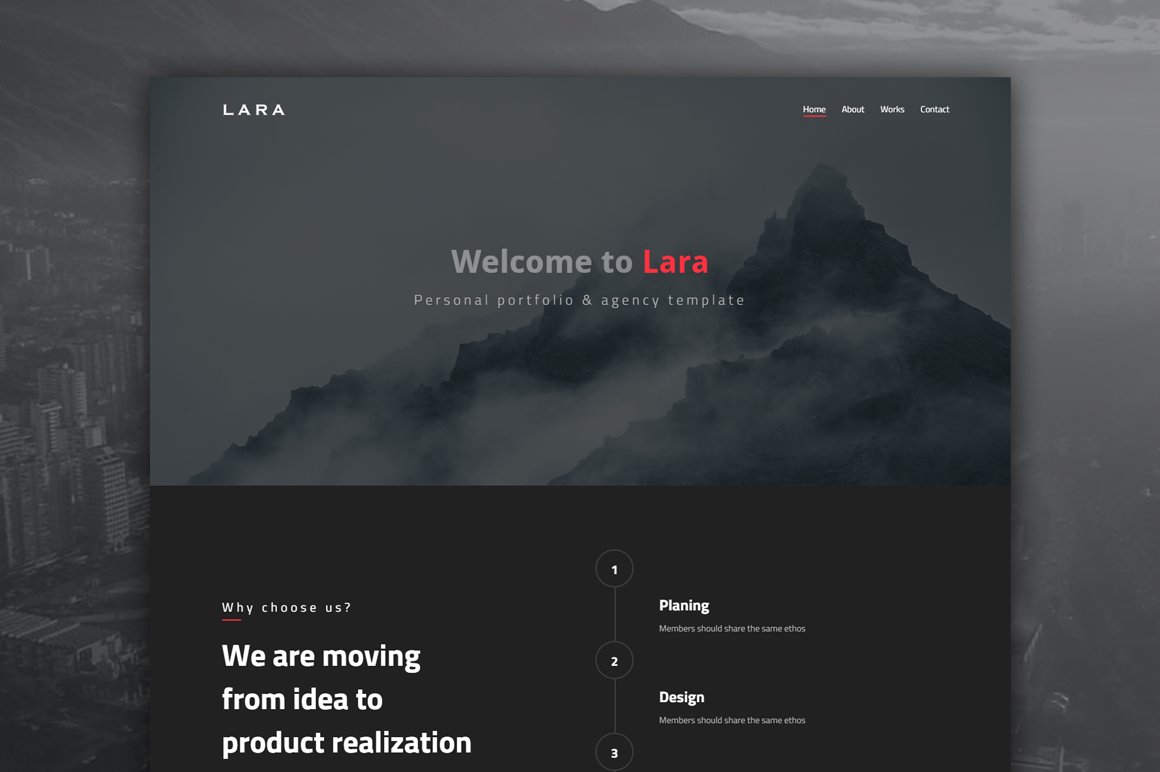 LARA
Home About Works Contact
Welcome to Lara
Personal portfolio & agency template
Why choose us?
We are moving
from idea to
product realization
1
Planing
Members should share the same ethos
2
Design
Members should share the same ethos
3